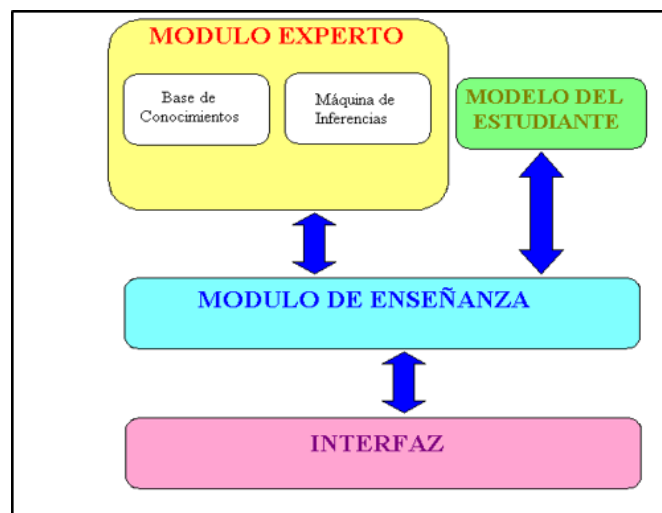 MODULO EXPERTO
Base de
Conocimientos
Máquina de
Inferencias
MODELO DEL
ESTUDIANTE
MODULO DE ENSEÑANZA
INTERFAZ